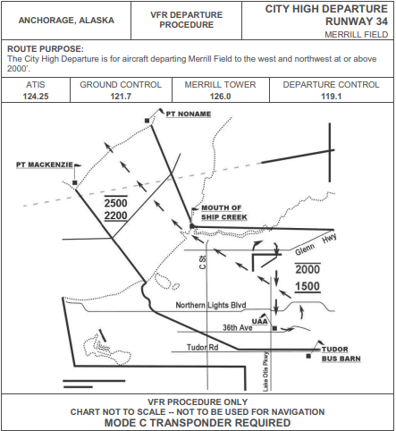 ANCHORAGE, ALASKA
VFR DEPARTURE
PROCEDURE
CITY HIGH DEPARTURE
RUNWAY 34
MERRILL FIELD
ROUTE PURPOSE:
The City High Departure is for aircraft departing Merrill Field to the west and northwest at or above
2000'.
ATIS
124.25
GROUND CONTROL
121.7
MERRILL TOWER
126.0
DEPARTURE CONTROL
119.1
PT NONAME
PT MACKENZIE
2500
2200
MOUTH OF
SHIP CREEK
Glenn Hwy
C St
2000
1500
Northern Lights Blvd
UAA
36th Ave
Tudor Rd
Lake Otis Pkwy
TUDOR
BUS BARN
VFR PROCEDURE ONLY
CHART NOT TO SCALE -- NOT TO BE USED FOR NAVIGATION
MODE C TRANSPONDER REQUIRED